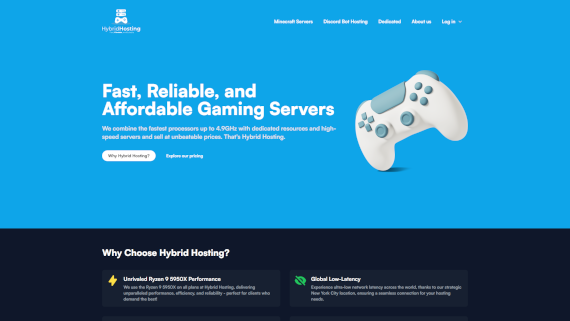 HybridHosting
Minecraft Servers Discord Bot Hosting Dedicated About us Log In
Fast, Reliable, and
Affordable Gaming Servers
We combine the fastest processors up to 4.9GHz with dedicated resources and high-
speed servers and sell at unbeatable prices. That's Hybrid Hosting.
Why Hybrid Hosting? Explore our pricing
Why Choose Hybrid Hosting?
Unrivaled Ryzen 9 5950X Performance
We use the Ryzen 9 5950X on all plans at Hybrid Hosting, delivering
unparalleled performance, efficiency, and reliability - perfect for clients who
demand the best!
Global Low-Latency
Experience ultra-low network latency across the world, thanks to our strategic
New York City location, ensuring a seamless connection for your hosting
needs.